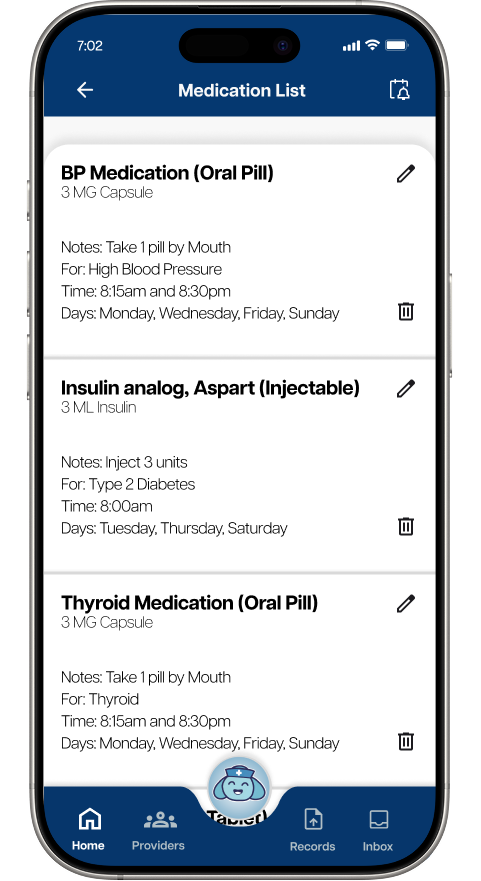 7:02
Medication List
BP Medication (Oral Pill)
3 MG Capsule
Notes: Take 1 pill by Mouth
For: High Blood Pressure
Time: 8:15am and 8:30pm
Days: Monday, Wednesday, Friday, Sunday
Insulin analog, Aspart (Injectable)
3 ML Insulin
Notes: Inject 3 units
For: Type 2 Diabetes
Time: 8:00am
Days: Tuesday, Thursday, Saturday
Thyroid Medication (Oral Pill)
3 MG Capsule
Notes: Take 1 pill by Mouth
For: Thyroid
Time: 8:15am and 8:30pm
Days: Monday, Wednesday, Friday, Sunday
Home
Providers
Records
Inbox